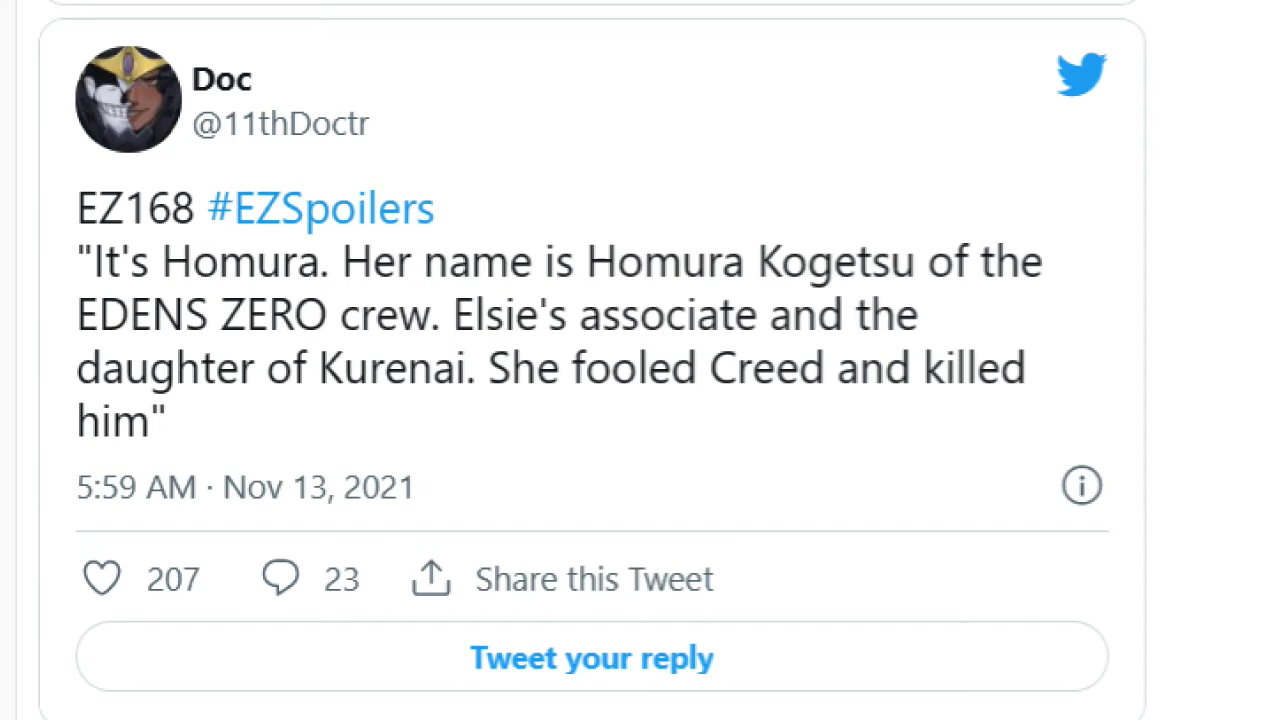 Doc
@11thDoctr
EZ168 #EZSpoilers
"It's Homura. Her name is Homura Kogetsu of the
EDENS ZERO crew. Elsie's associate and the
daughter of Kurenai. She fooled Creed and killed
him"
5:59 AM · Nov 13, 2021
207 23 Share this Tweet
Tweet your reply